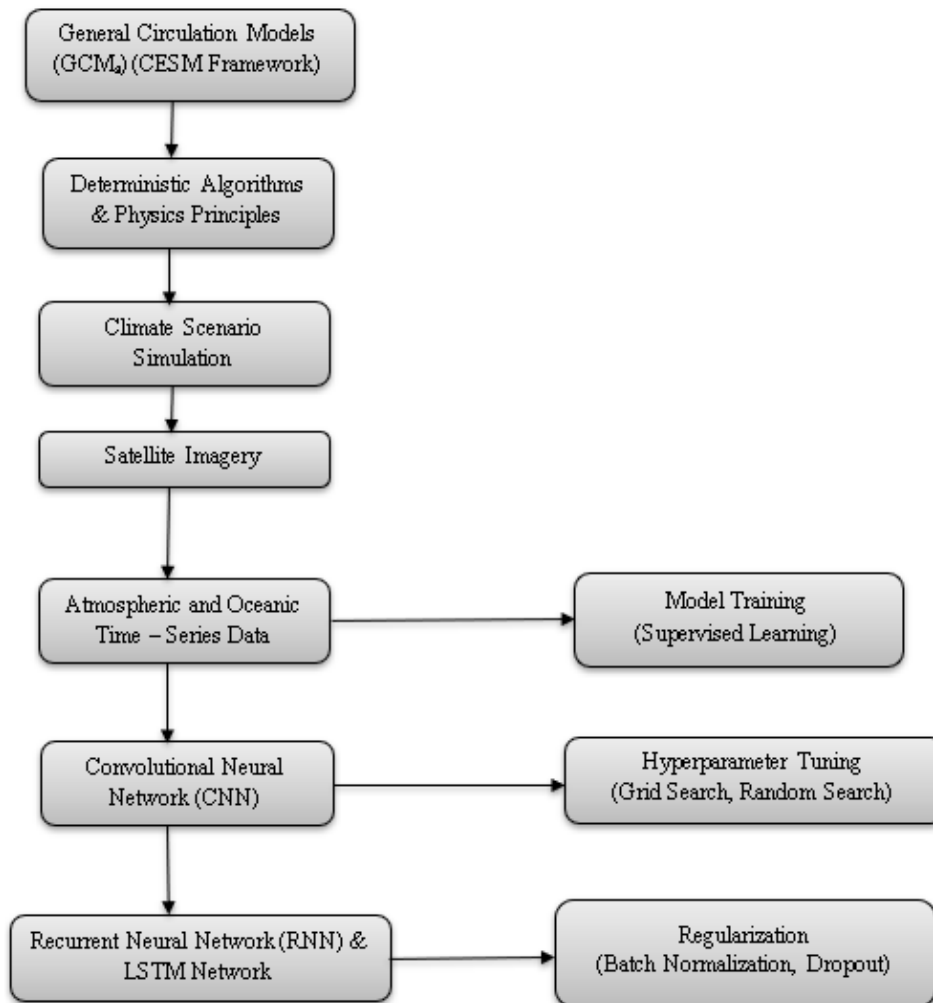 General Circulation Models
(GCMₐ) (CESM Framework)
Deterministic Algorithms
& Physics Principles
Climate Scenario
Simulation
Satellite Imagery
Atmospheric and Oceanic
Time – Series Data
Model Training
(Supervised Learning)
Convolutional Neural
Network (CNN)
Hyperparameter Tuning
(Grid Search, Random Search)
Recurrent Neural Network (RNN) &
LSTM Network
Regularization
(Batch Normalization, Dropout)